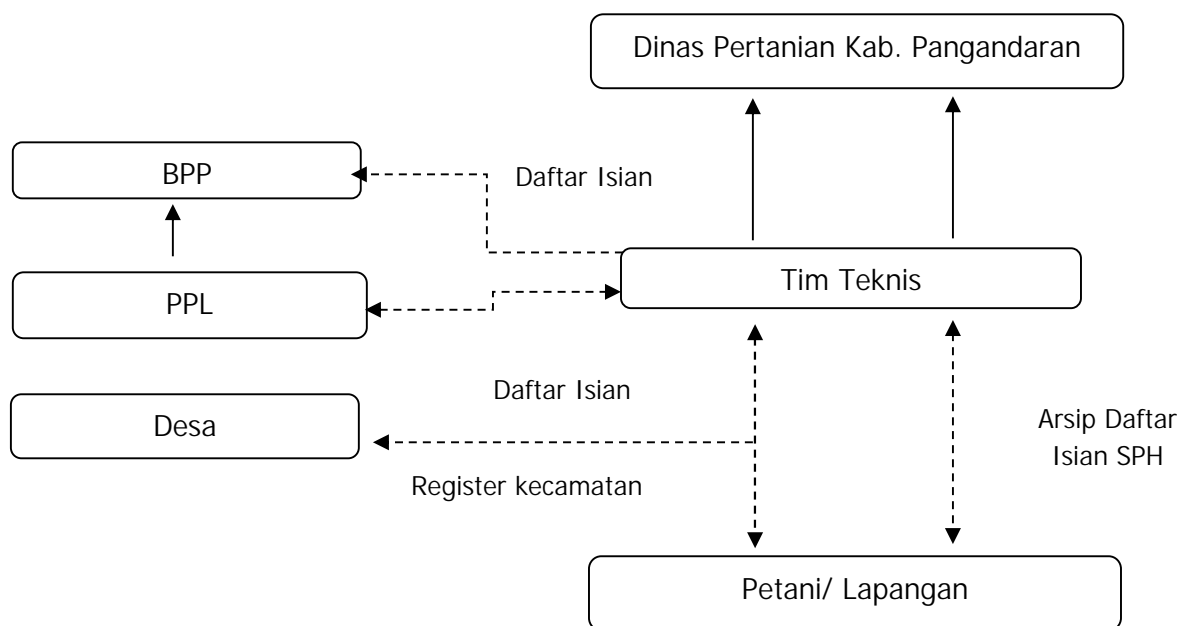 Dinas Pertanian Kab. Pangandaran
BPP
Daftar Isian
Tim Teknis
PPL
Daftar Isian
Desa
Arsip Daftar
Isian SPH
Register kecamatan
Petani/ Lapangan